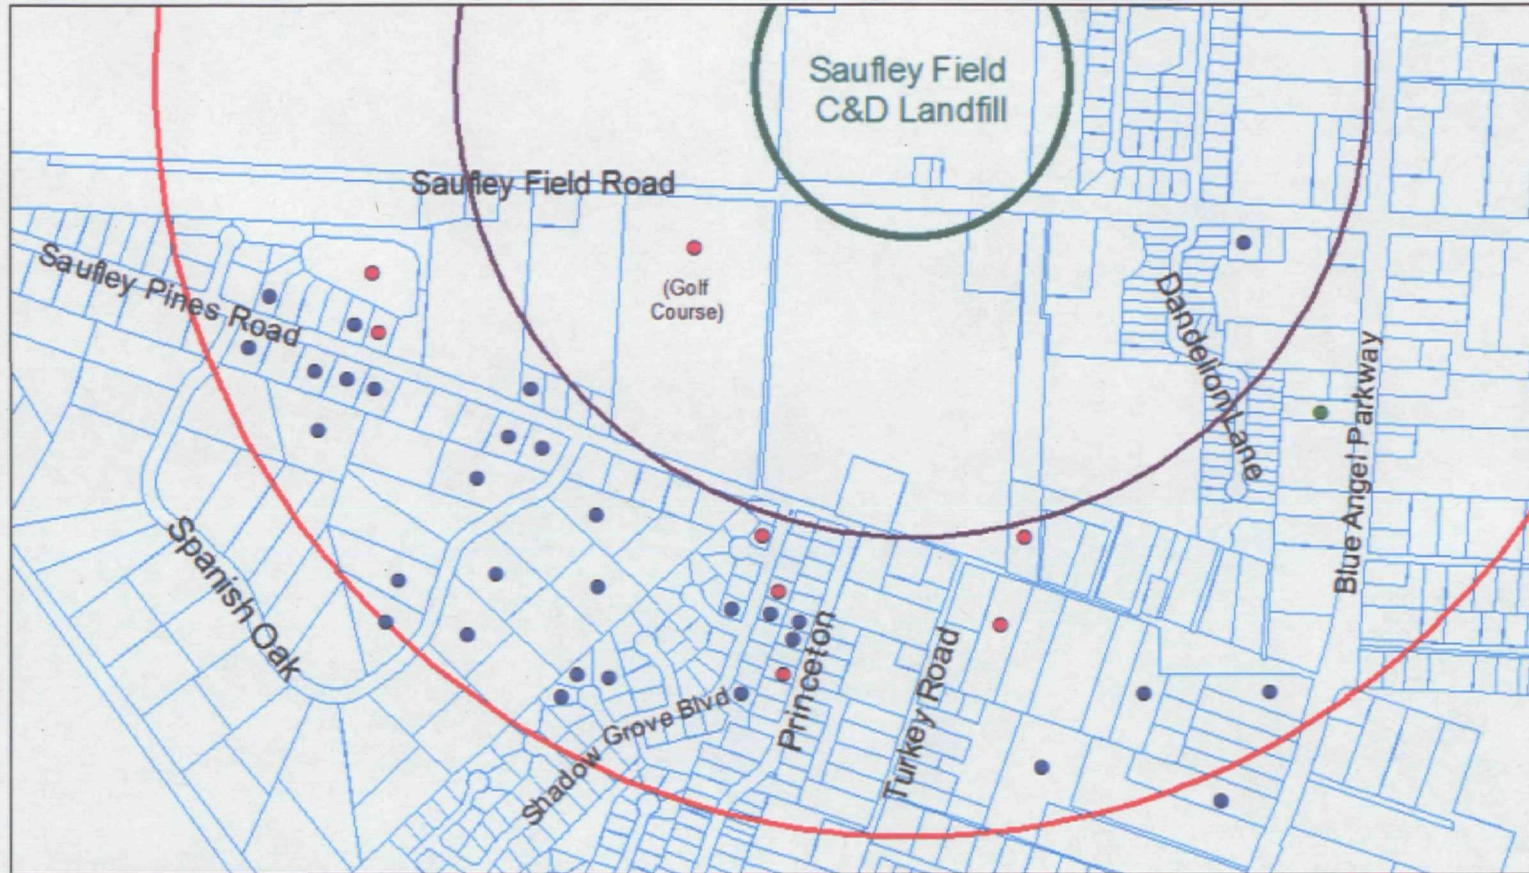 Saufley Field
C&D Landfill
Saufley Field Road
Saufley Pines Road
(Golf
Course)
Dandelion Lane
Blue Angel Parkway
Spanish Oak
Princeton
Turkey Road
Shadow Grove Blvd